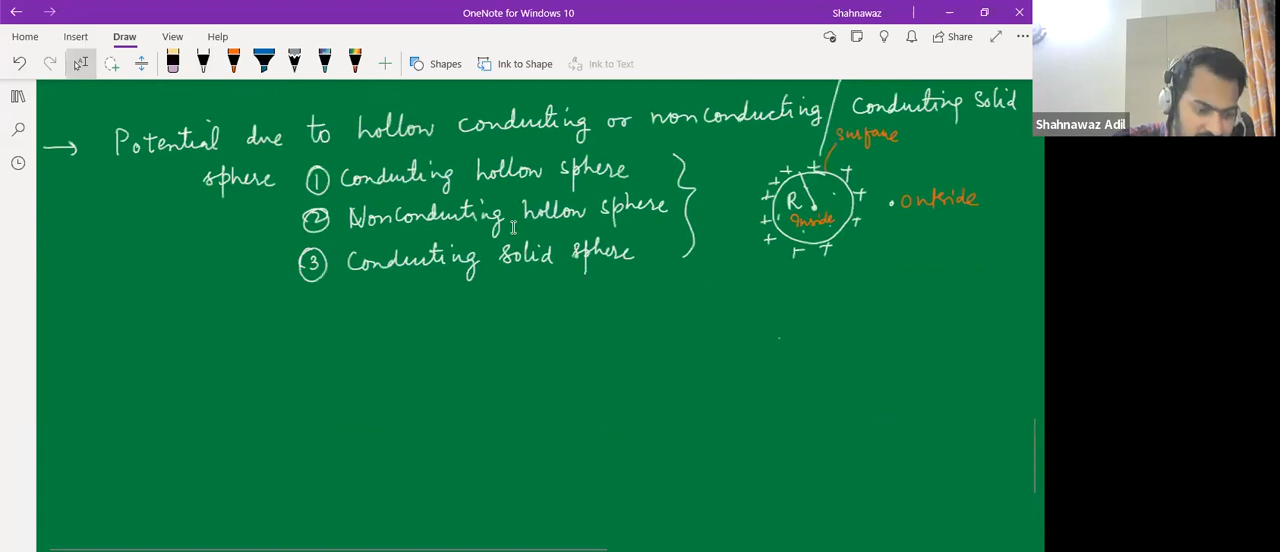 OneNote for Windows 10
Shahnawaz
Home Insert Draw View Help
Share
Shapes Ink to Shape Ink to Text
Shahnawaz Adil
→ Potential due to hollow conducting or nonconducting / Conducting Solid
sphere ① Conducting hollow sphere
② Nonconducting hollow sphere
③ Conducting solid sphere
surface
R
Inside
outside